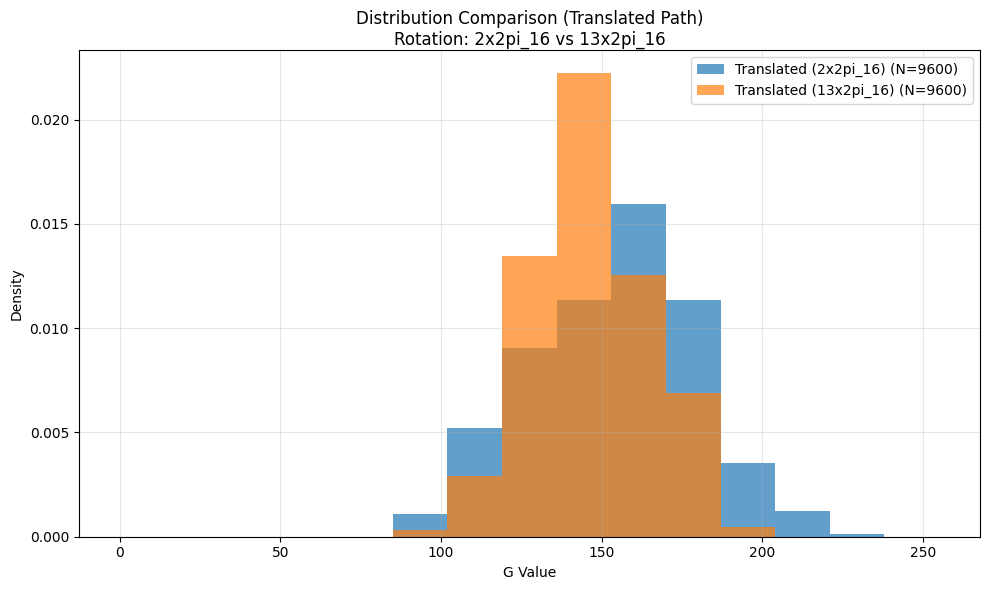 Distribution Comparison (Translated Path)
Rotation: 2x2pi_16 vs 13x2pi_16
Translated (2x2pi_16) (N=9600)
Translated (13x2pi_16) (N=9600)
0.020
0.015
0.010
0.005
0.000
Density
0 50 100 150 200 250
G Value